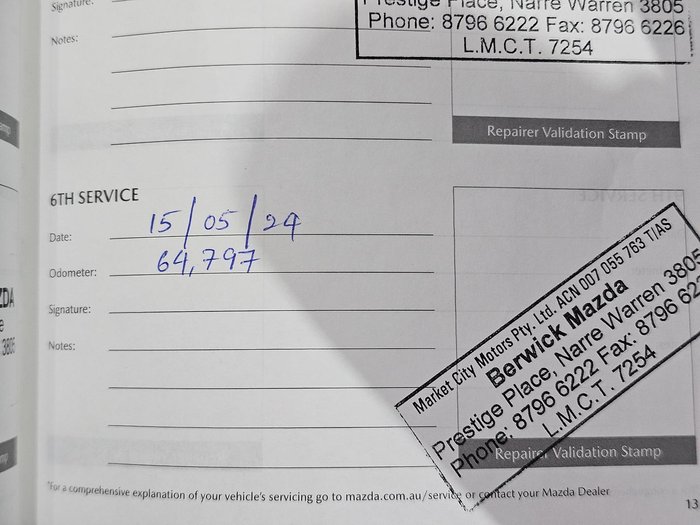 Signature:
Notes:
Prestige Place, Narre Warren 3805
Phone: 8796 6222 Fax: 8796 6226
L.M.C.T. 7254
Repairer Validation Stamp
6TH SERVICE
Date: 15/05/24
Odometer: 64,797
Signature:
Notes:
Market City Motors Pty. Ltd. ACN 007 055 763 T/AS
Berwick Mazda
Prestige Place, Narre Warren 3805
Phone: 8796 6222 Fax: 8796 62
L.M.C.T. 7254
Repairer Validation Stamp
*For a comprehensive explanation of your vehicle's servicing go to mazda.com.au/service or contact your Mazda Dealer
13